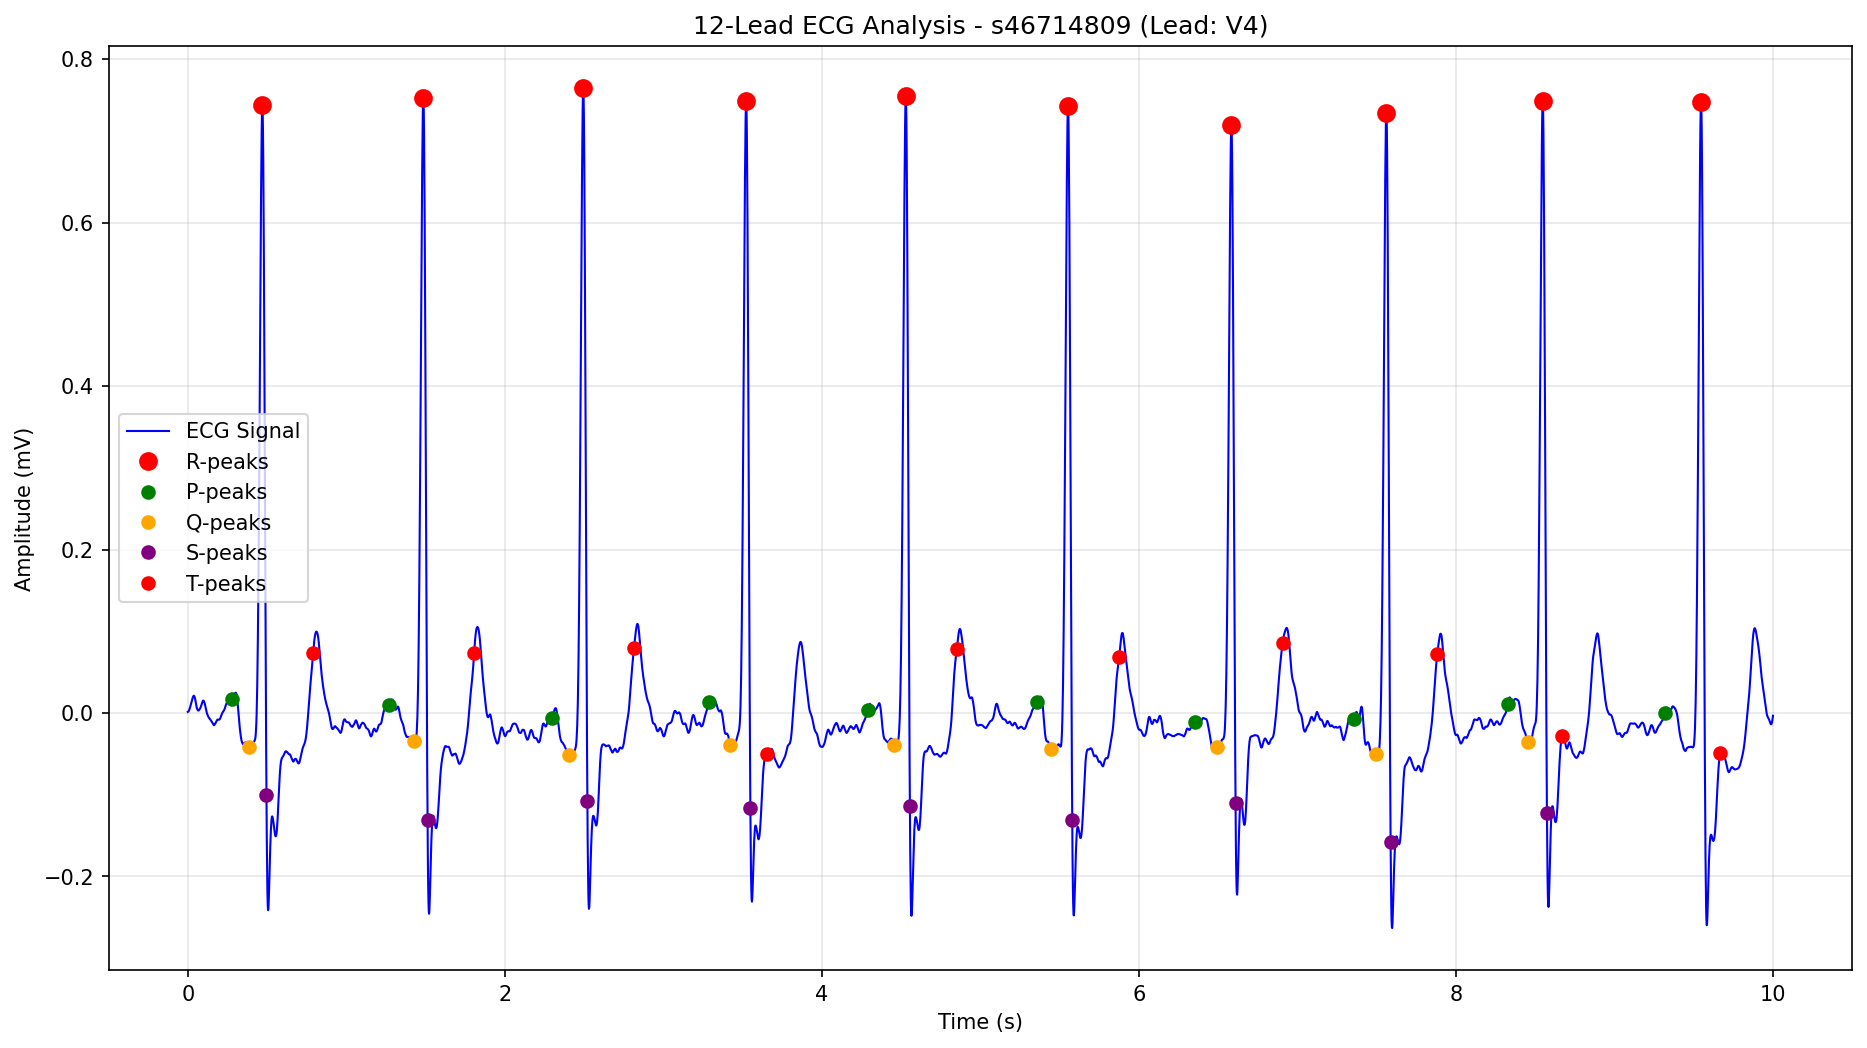 12-Lead ECG Analysis - s46714809 (Lead: V4)
0.8
0.6
0.4
0.2
0.0
−0.2
Amplitude (mV)
ECG Signal
R-peaks
P-peaks
Q-peaks
S-peaks
T-peaks
0 2 4 6 8 10
Time (s)